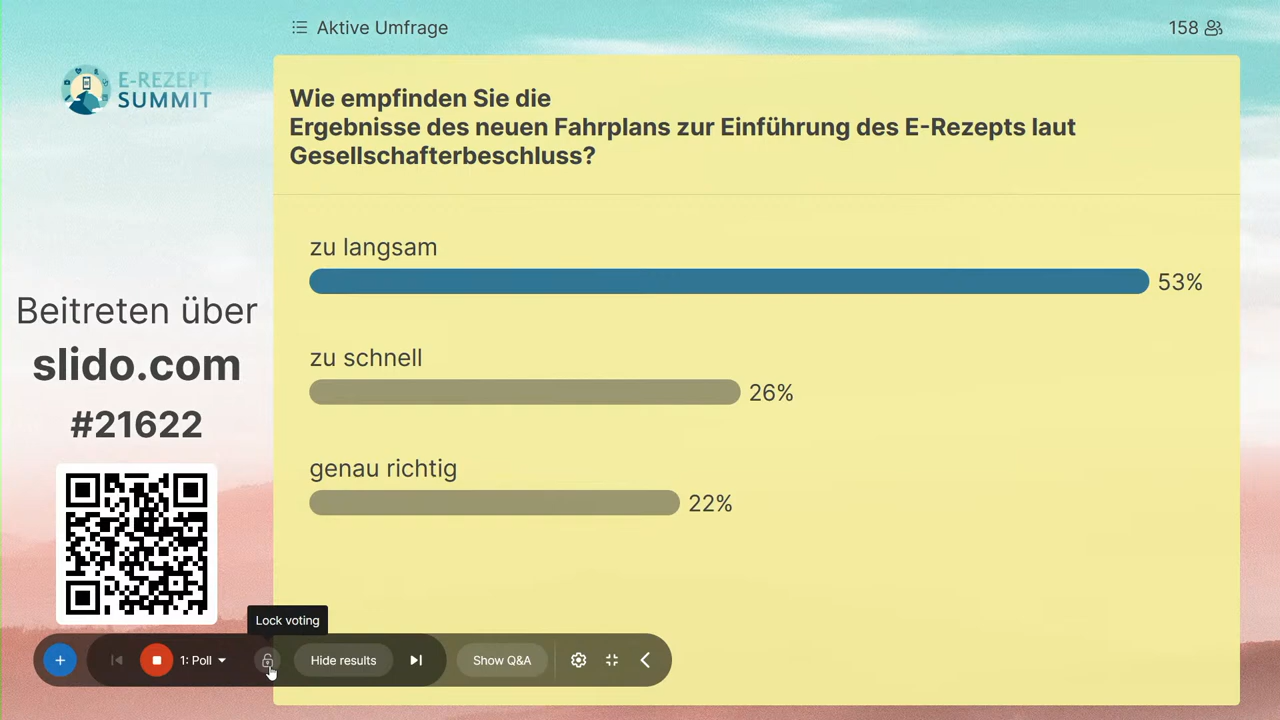 Aktive Umfrage
158
E-REZEPT
SUMMIT
Wie empfinden Sie die
Ergebnisse des neuen Fahrplans zur Einführung des E-Rezepts laut
Gesellschafterbeschluss?
zu langsam
53%
zu schnell
26%
genau richtig
22%
Beitreten über
slido.com
#21622
Lock voting
1: Poll
Hide results
Show Q&A